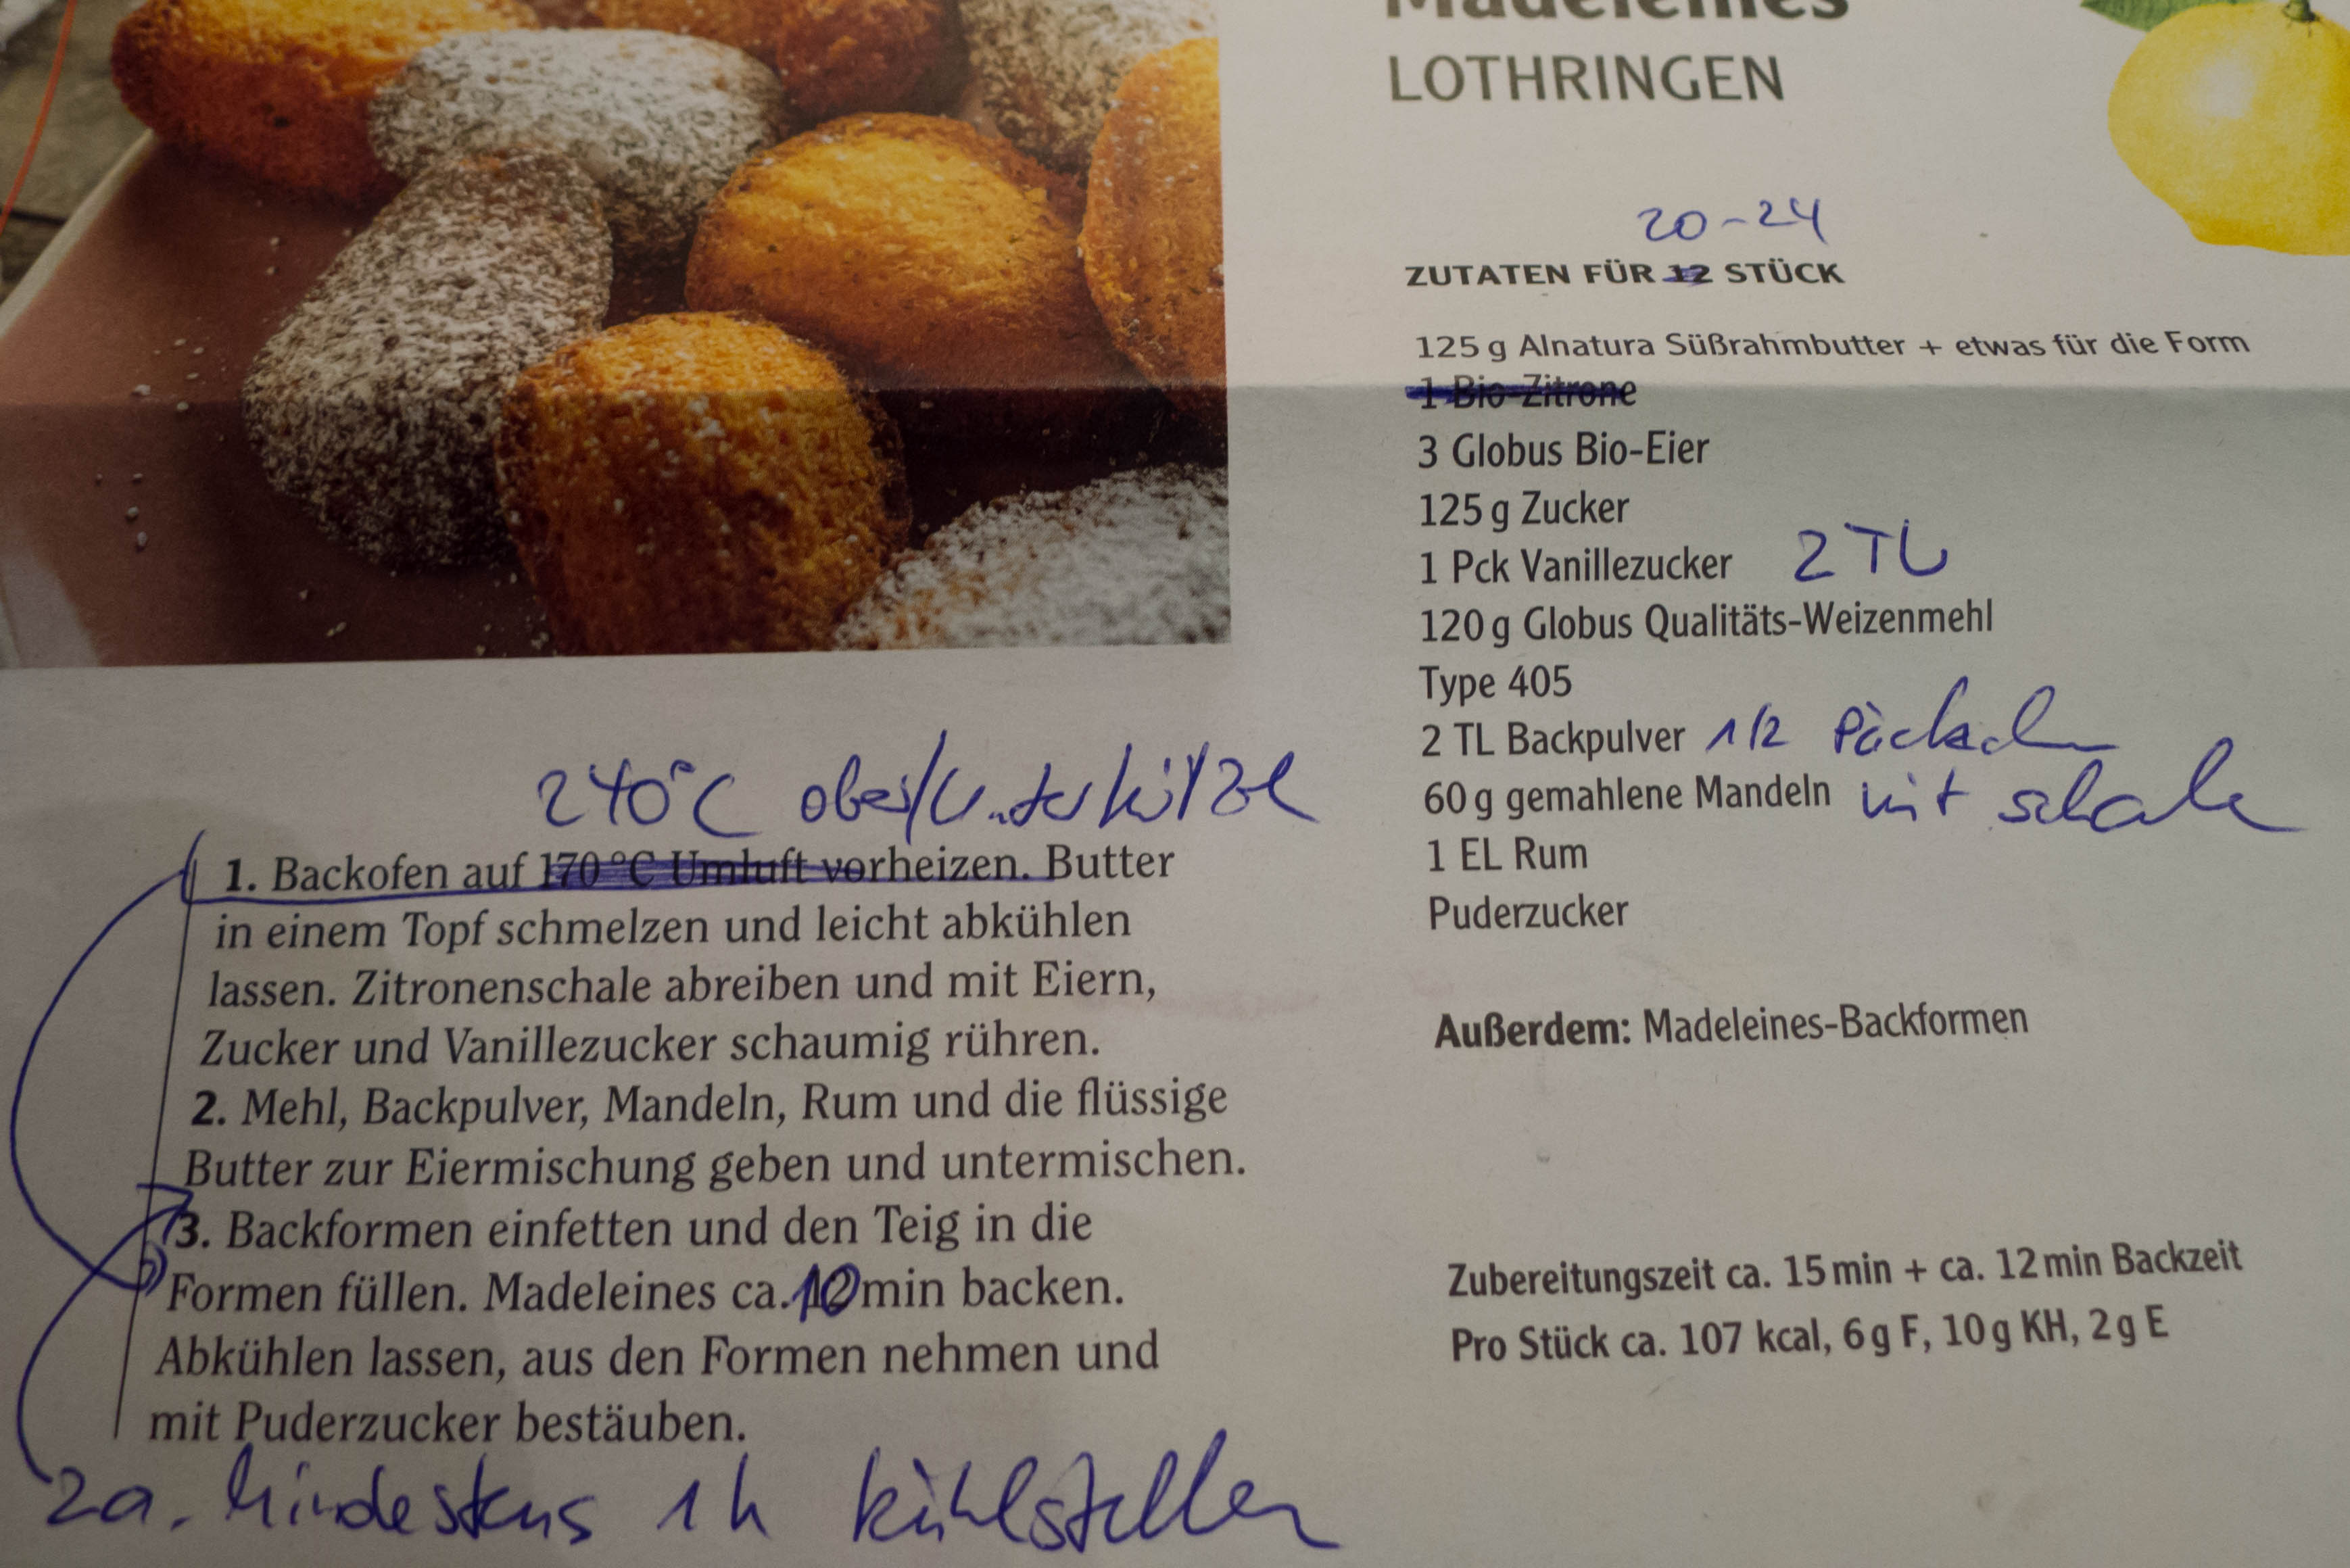 Madeleines
LOTHRINGEN
20-24
ZUTATEN FÜR 12 STÜCK
125 g Alnatura Süßrahmbutter + etwas für die Form
1 Bio-Zitrone
3 Globus Bio-Eier
125 g Zucker
1 Pck Vanillezucker 2 TL
120 g Globus Qualitäts-Weizenmehl
Type 405
2 TL Backpulver 1/2 Päckchen
60 g gemahlene Mandeln mit Schale
1 EL Rum
Puderzucker
Außerdem: Madeleines-Backformen
Zubereitungszeit ca. 15 min + ca. 12 min Backzeit
Pro Stück ca. 107 kcal, 6 g F, 10 g KH, 2 g E
240°C ober/Unterhitze
1. Backofen auf 170 °C Umluft vorheizen. Butter
in einem Topf schmelzen und leicht abkühlen
lassen. Zitronenschale abreiben und mit Eiern,
Zucker und Vanillezucker schaumig rühren.
2. Mehl, Backpulver, Mandeln, Rum und die flüssige
Butter zur Eiermischung geben und untermischen.
3. Backformen einfetten und den Teig in die
Formen füllen. Madeleines ca. 10 min backen.
Abkühlen lassen, aus den Formen nehmen und
mit Puderzucker bestäuben.
2a. Mindestens 1h kühlstellen